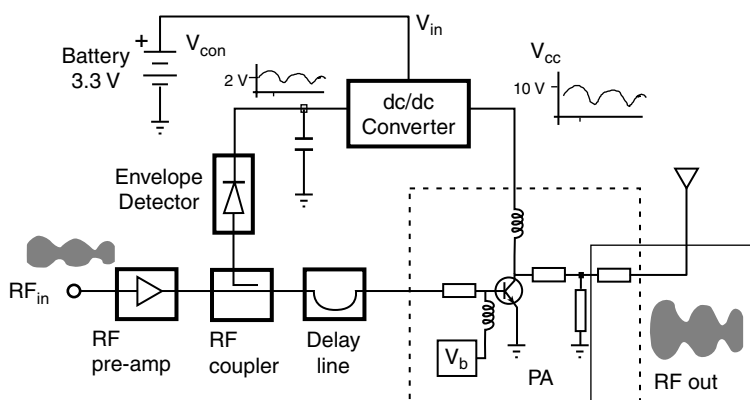 Battery
3.3 V
+
V_con
V_in
2 V
dc/dc
Converter
V_cc
10 V
Envelope
Detector
RF_in
RF
pre-amp
RF
coupler
Delay
line
V_b
PA
RF out